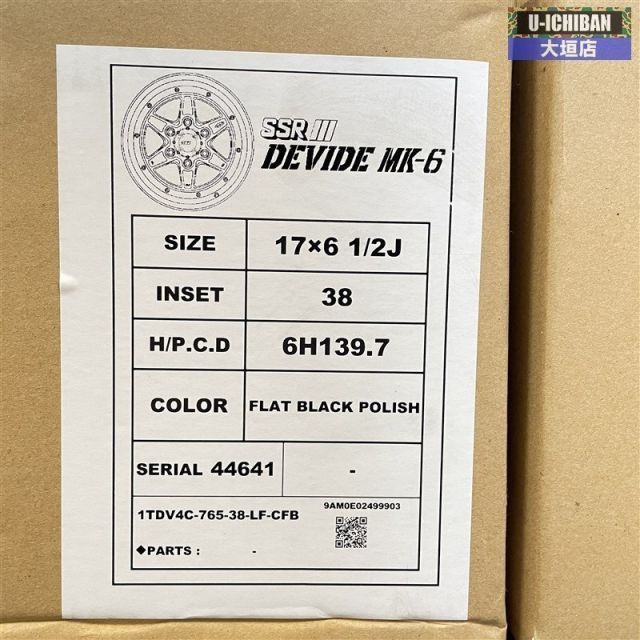 U-ICHIBAN
大垣店
SSR
DEVIDE MK-6
SIZE 17×6 1/2J
INSET 38
H/P.C.D 6H139.7
COLOR FLAT BLACK POLISH
SERIAL 44641 -
1TDV4C-765-38-LF-CFB 9AM0E02499903
◆PARTS : -